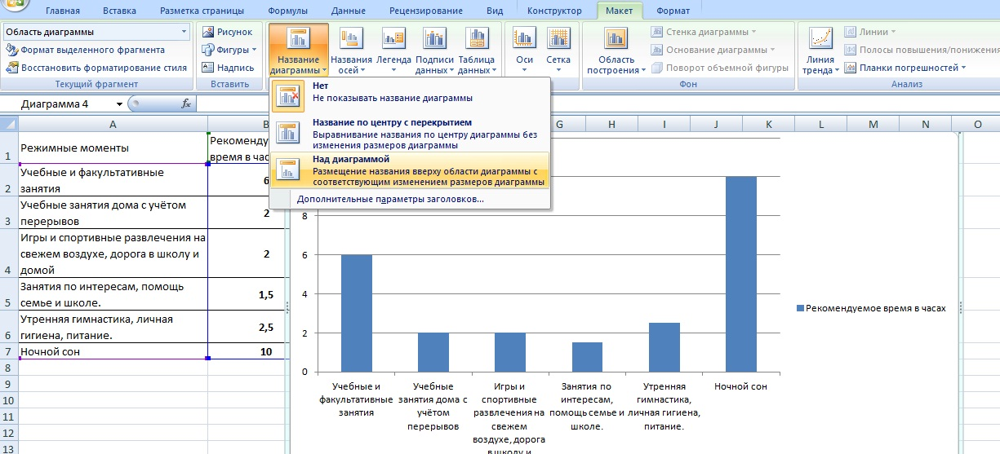 Главная Вставка Разметка страницы Формулы Данные Рецензирование Вид Конструктор Макет Формат
Область диаграммы
Формат выделенного фрагмента
Восстановить форматирование стиля
Текущий фрагмент
Рисунок
Фигуры
Надпись
Вставить
Название
диаграммы
Названия
осей
Легенда
Подписи
данных
Таблица
данных
Оси
Сетка
Область
построения
Стенка диаграммы
Основание диаграммы
Поворот объемной фигуры
Фон
Линия
тренда
Линии
Полосы повышения/понижения
Планки погрешностей
Анализ
Нет
Не показывать название диаграммы
Название по центру с перекрытием
Выравнивание названия по центру диаграммы без
изменения размеров диаграммы
Над диаграммой
Размещение названия вверху области диаграммы с
соответствующим изменением размеров диаграммы
Дополнительные параметры заголовков...
Диаграмма 4 fx
A B G H I J K L M N O
1 Режимные моменты
время в
2 Учебные и факультативные
занятия 6
3 Учебные занятия дома с учётом
перерывов 2
4 Игры и спортивные развлечения на
свежем воздухе, дорога в школу и
домой 2
5 Занятия по интересам, помощь
семье и школе. 1,5
6 Утренняя гимнастика, личная
гигиена, питание. 2,5
7 Ночной сон 10
8
9
10
11
12
13
8
6
4
2
0
Учебные и
факультативные
занятия
Учебные
занятия дома с
учётом
перерывов
Игры и
спортивные
развлечения на
свежем
воздухе, дорога
в школу и
Занятия по
интересам,
помощь семье и
школе.
Утренняя
гимнастика,
личная гигиена,
питание.
Ночной сон
Рекомендуемое время в часах